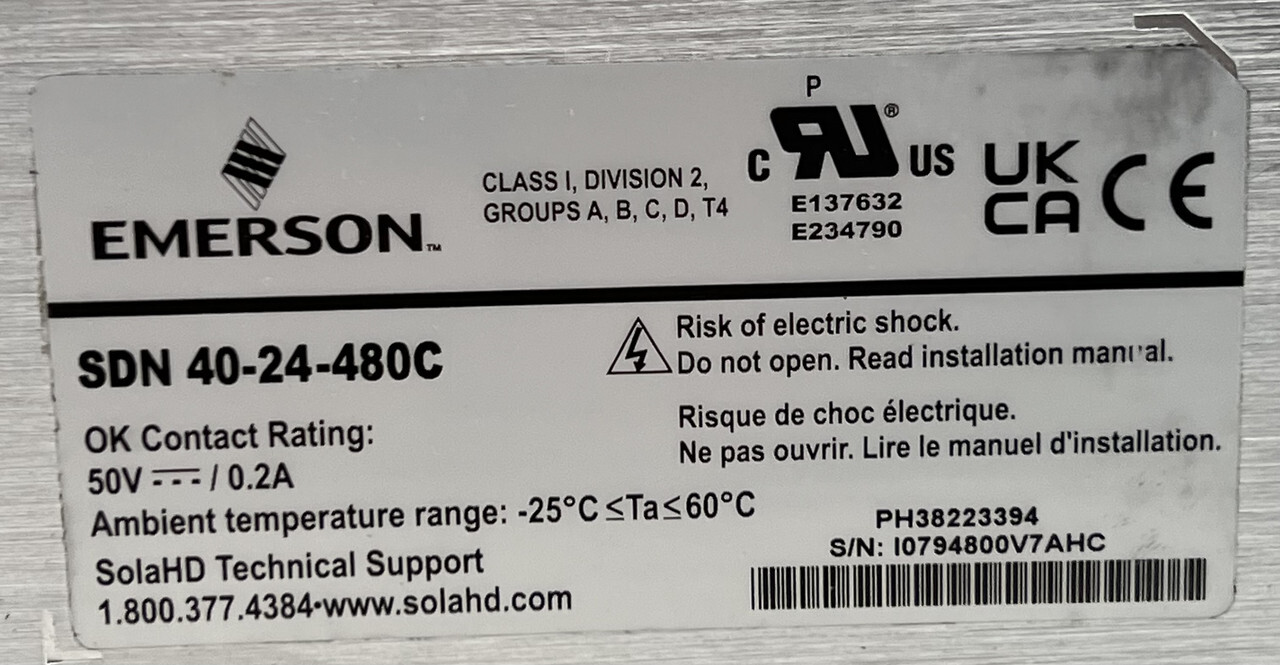 EMERSON™
CLASS I, DIVISION 2,
GROUPS A, B, C, D, T4
P
C RU® US
E137632
E234790
UK
CA
CE
SDN 40-24-480C
Risk of electric shock.
Do not open. Read installation manual.
Risque de choc électrique.
Ne pas ouvrir. Lire le manuel d'installation.
OK Contact Rating:
50V ⎓ / 0.2A
Ambient temperature range: -25°C ≤Ta≤60°C
SolaHD Technical Support
1.800.377.4384•www.solahd.com
PH38223394
S/N: I0794800V7AHC